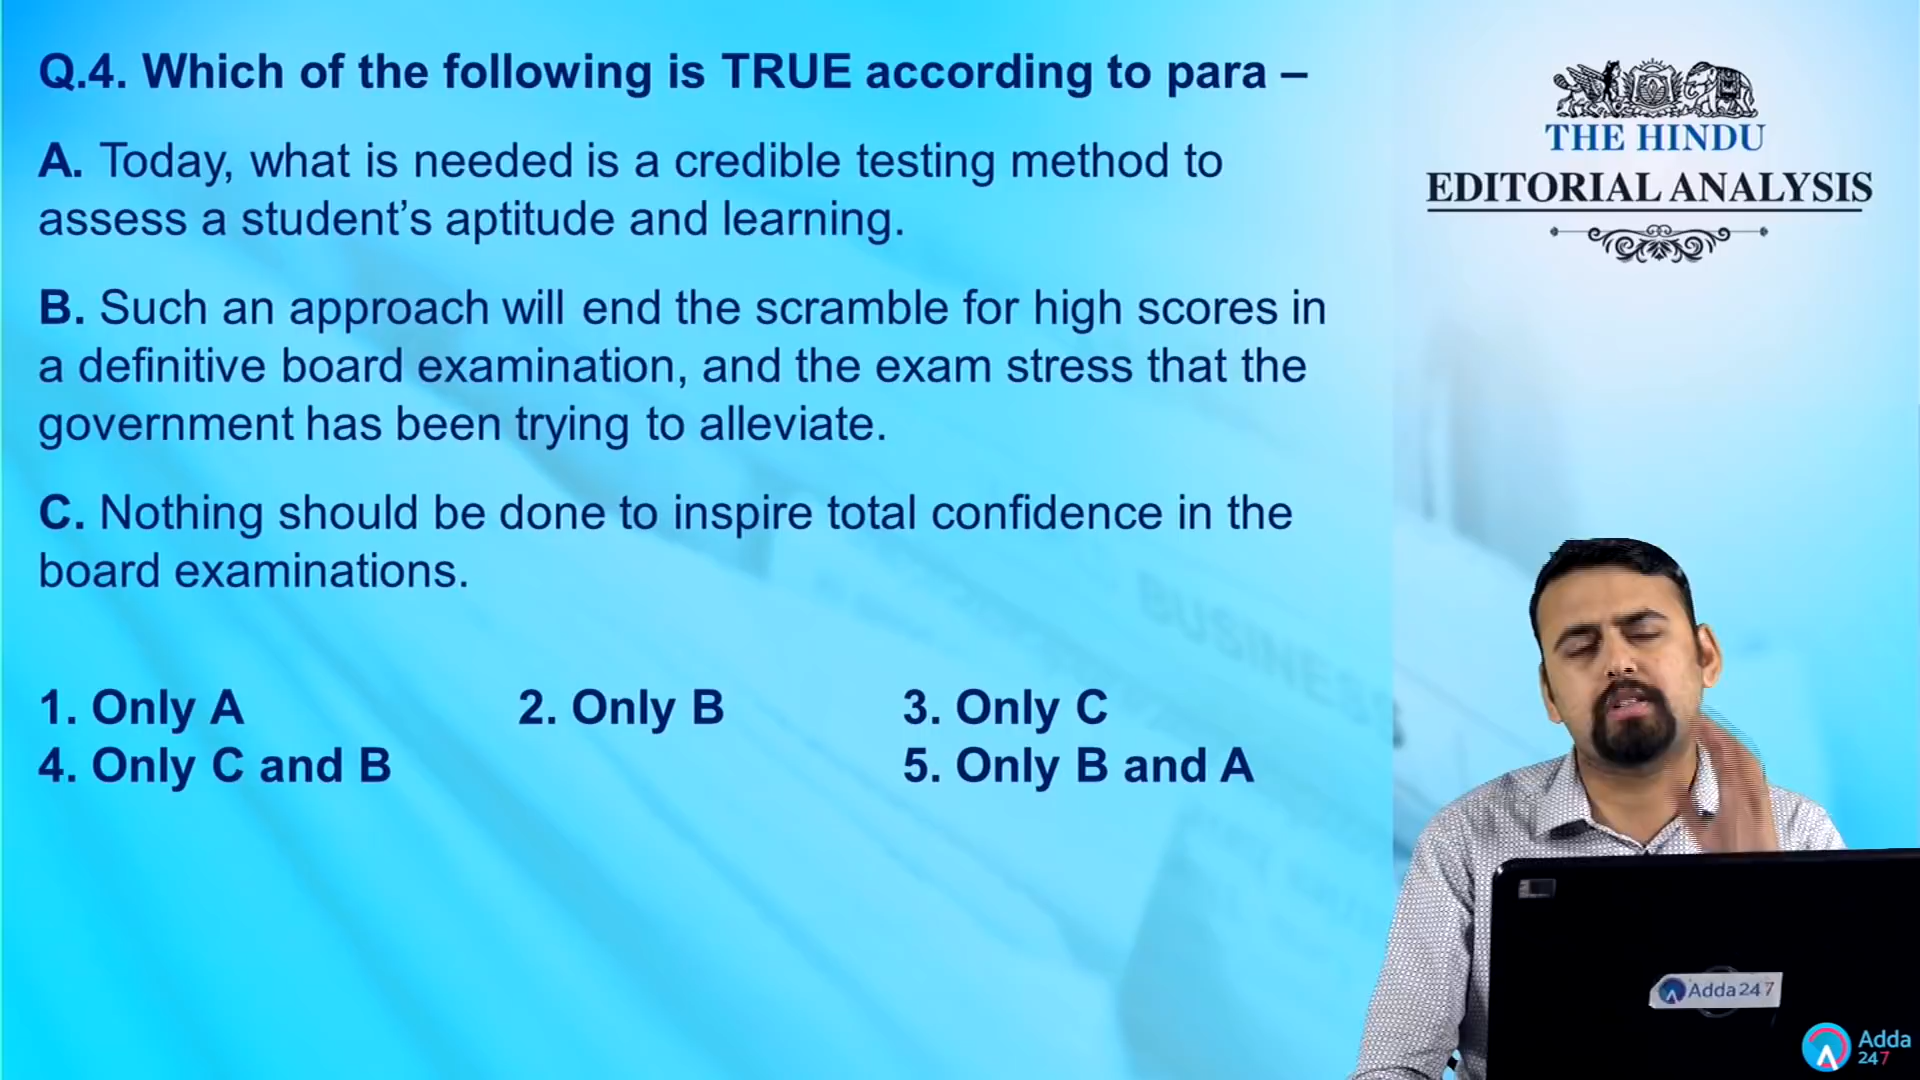 Q.4. Which of the following is TRUE according to para –
A. Today, what is needed is a credible testing method to
assess a student’s aptitude and learning.
B. Such an approach will end the scramble for high scores in
a definitive board examination, and the exam stress that the
government has been trying to alleviate.
C. Nothing should be done to inspire total confidence in the
board examinations.
1. Only A 2. Only B 3. Only C
4. Only C and B 5. Only B and A
THE HINDU
EDITORIAL ANALYSIS
BUSINESS
Adda247
Adda
247